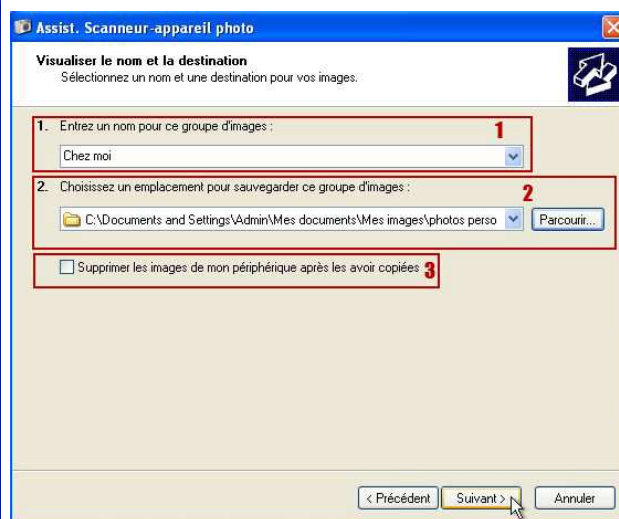 Assist. Scanneur-appareil photo
Visualiser le nom et la destination
Sélectionnez un nom et une destination pour vos images.
1. Entrez un nom pour ce groupe d'images : 1
Chez moi
2. Choisissez un emplacement pour sauvegarder ce groupe d'images : 2
C:\Documents and Settings\Admin\Mes documents\Mes images\photos perso Parcourir...
Supprimer les images de mon périphérique après les avoir copiées 3
< Précédent Suivant > Annuler